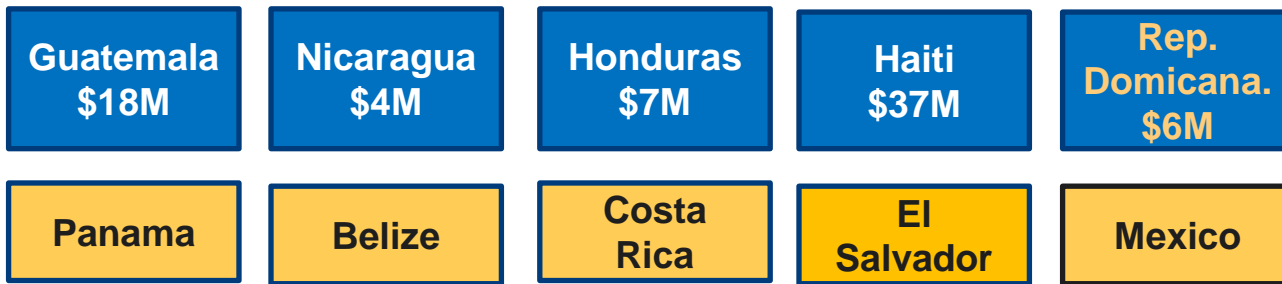 Guatemala
$18M
Nicaragua
$4M
Honduras
$7M
Haiti
$37M
Rep.
Domicana.
$6M
Panama
Belize
Costa
Rica
El
Salvador
Mexico